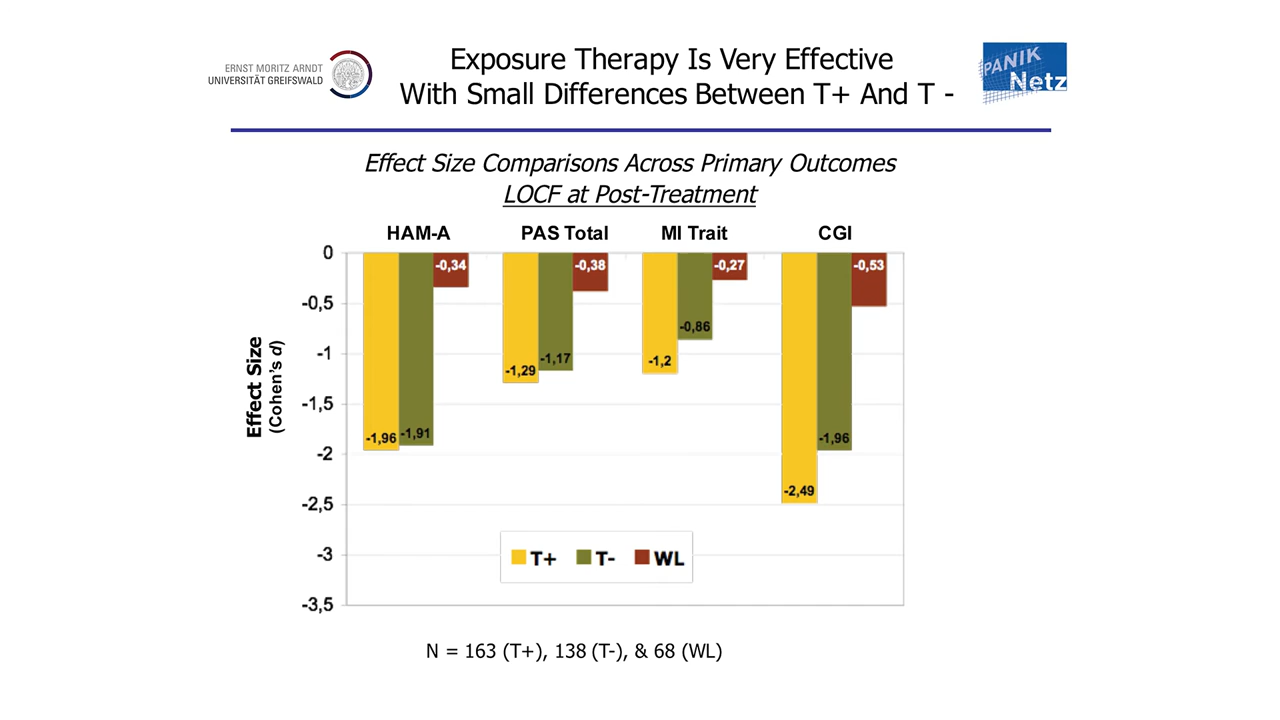 ERNST MORITZ ARNDT
UNIVERSITÄT GREIFSWALD
Exposure Therapy Is Very Effective
With Small Differences Between T+ And T -
PANIK
Netz
Effect Size Comparisons Across Primary Outcomes
LOCF at Post-Treatment
HAM-A PAS Total MI Trait CGI
Effect Size
(Cohen's d)
0
-0,5
-1
-1,5
-2
-2,5
-3
-3,5
-1,96 -1,91 -0,34
-1,29 -1,17 -0,38
-1,2 -0,86 -0,27
-2,49 -1,96 -0,53
T+ T- WL
N = 163 (T+), 138 (T-), & 68 (WL)